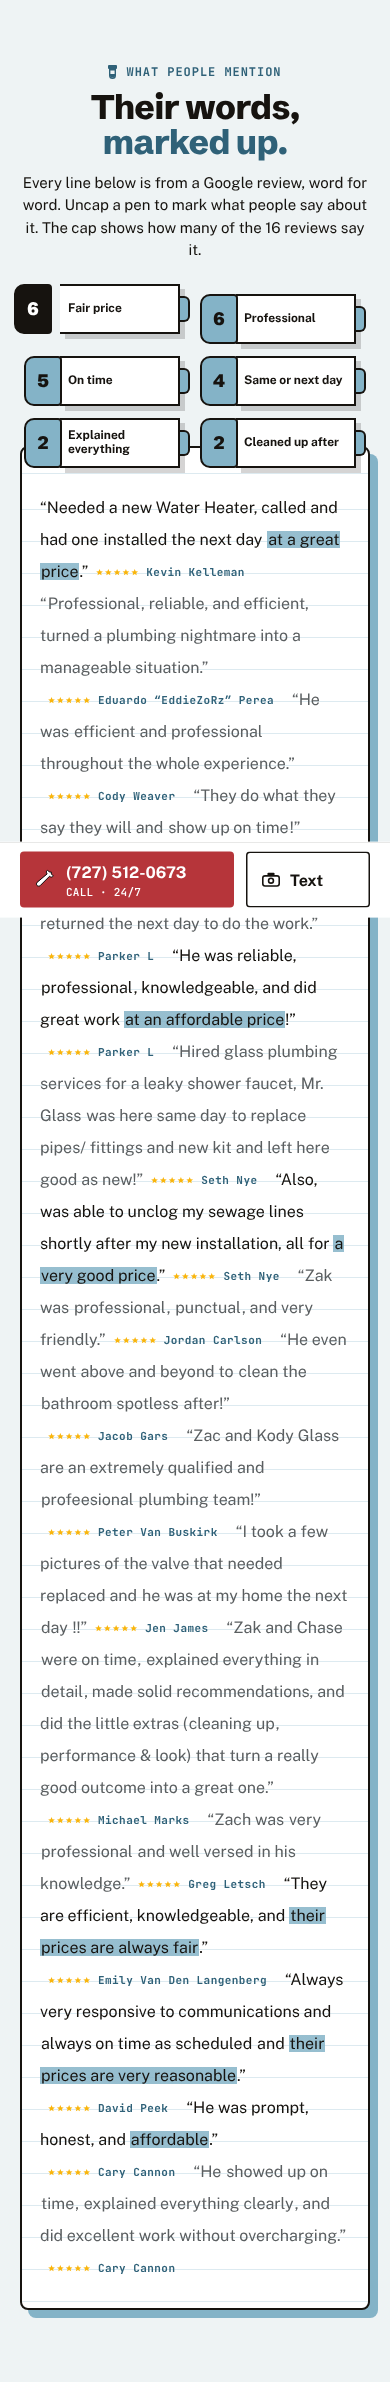 WHAT PEOPLE MENTION
Their words,
marked up.
Every line below is from a Google review, word for
word. Uncap a pen to mark what people say about
it. The cap shows how many of the 16 reviews say
it.
6 Fair price
6 Professional
5 On time
4 Same or next day
2 Explained
everything
2 Cleaned up after
“Needed a new Water Heater, called and
had one installed the next day at a great
price.” ★★★★★ Kevin Kelleman
“Professional, reliable, and efficient,
turned a plumbing nightmare into a
manageable situation.”
★★★★★ Eduardo “EddieZoRz” Perea “He
was efficient and professional
throughout the whole experience.”
★★★★★ Cody Weaver “They do what they
say they will and show up on time!”
(727) 512-0673
CALL · 24/7
Text
returned the next day to do the work.”
★★★★★ Parker L “He was reliable,
professional, knowledgeable, and did
great work at an affordable price!”
★★★★★ Parker L “Hired glass plumbing
services for a leaky shower faucet, Mr.
Glass was here same day to replace
pipes/ fittings and new kit and left here
good as new!” ★★★★★ Seth Nye “Also,
was able to unclog my sewage lines
shortly after my new installation, all for a
very good price.” ★★★★★ Seth Nye “Zak
was professional, punctual, and very
friendly.” ★★★★★ Jordan Carlson “He even
went above and beyond to clean the
bathroom spotless after!”
★★★★★ Jacob Gars “Zac and Kody Glass
are an extremely qualified and
profeesional plumbing team!”
★★★★★ Peter Van Buskirk “I took a few
pictures of the valve that needed
replaced and he was at my home the next
day !!” ★★★★★ Jen James “Zak and Chase
were on time, explained everything in
detail, made solid recommendations, and
did the little extras (cleaning up,
performance & look) that turn a really
good outcome into a great one.”
★★★★★ Michael Marks “Zach was very
professional and well versed in his
knowledge.” ★★★★★ Greg Letsch “They
are efficient, knowledgeable, and their
prices are always fair.”
★★★★★ Emily Van Den Langenberg “Always
very responsive to communications and
always on time as scheduled and their
prices are very reasonable.”
★★★★★ David Peek “He was prompt,
honest, and affordable.”
★★★★★ Cary Cannon “He showed up on
time, explained everything clearly, and
did excellent work without overcharging.”
★★★★★ Cary Cannon